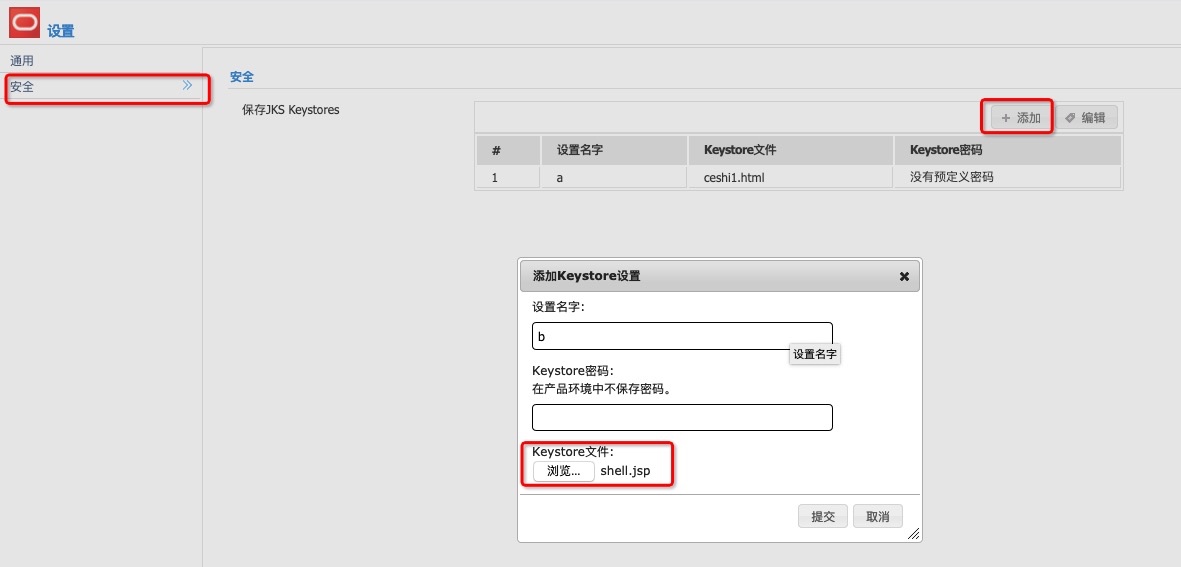 设置
通用
安全
安全
保存JKS Keystores
添加 编辑
# 设置名字 Keystore文件 Keystore密码
1 a ceshi1.html 没有预定义密码
添加Keystore设置
设置名字:
b
设置名字
Keystore密码:
在产品环境中不保存密码。
Keystore文件:
浏览... shell.jsp
提交 取消